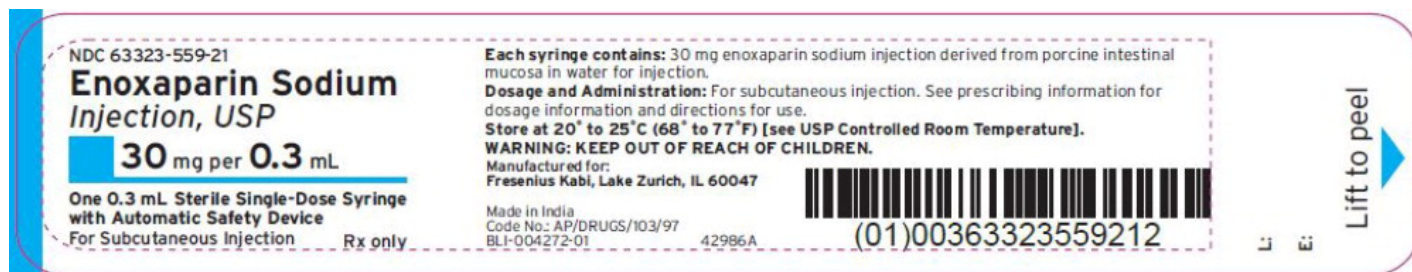 NDC 63323-559-21
Enoxaparin Sodium
Injection, USP
30 mg per 0.3 mL
One 0.3 mL Sterile Single-Dose Syringe
with Automatic Safety Device
For Subcutaneous Injection Rx only
Each syringe contains: 30 mg enoxaparin sodium injection derived from porcine intestinal
mucosa in water for injection.
Dosage and Administration: For subcutaneous injection. See prescribing information for
dosage information and directions for use.
Store at 20˚ to 25˚C (68˚ to 77˚F) [see USP Controlled Room Temperature].
WARNING: KEEP OUT OF REACH OF CHILDREN.
Manufactured for:
Fresenius Kabi, Lake Zurich, IL 60047
Made in India
Code No.: AP/DRUGS/103/97
BLI-004272-01 42986A
(01)00363323559212
L:
E:
Lift to peel